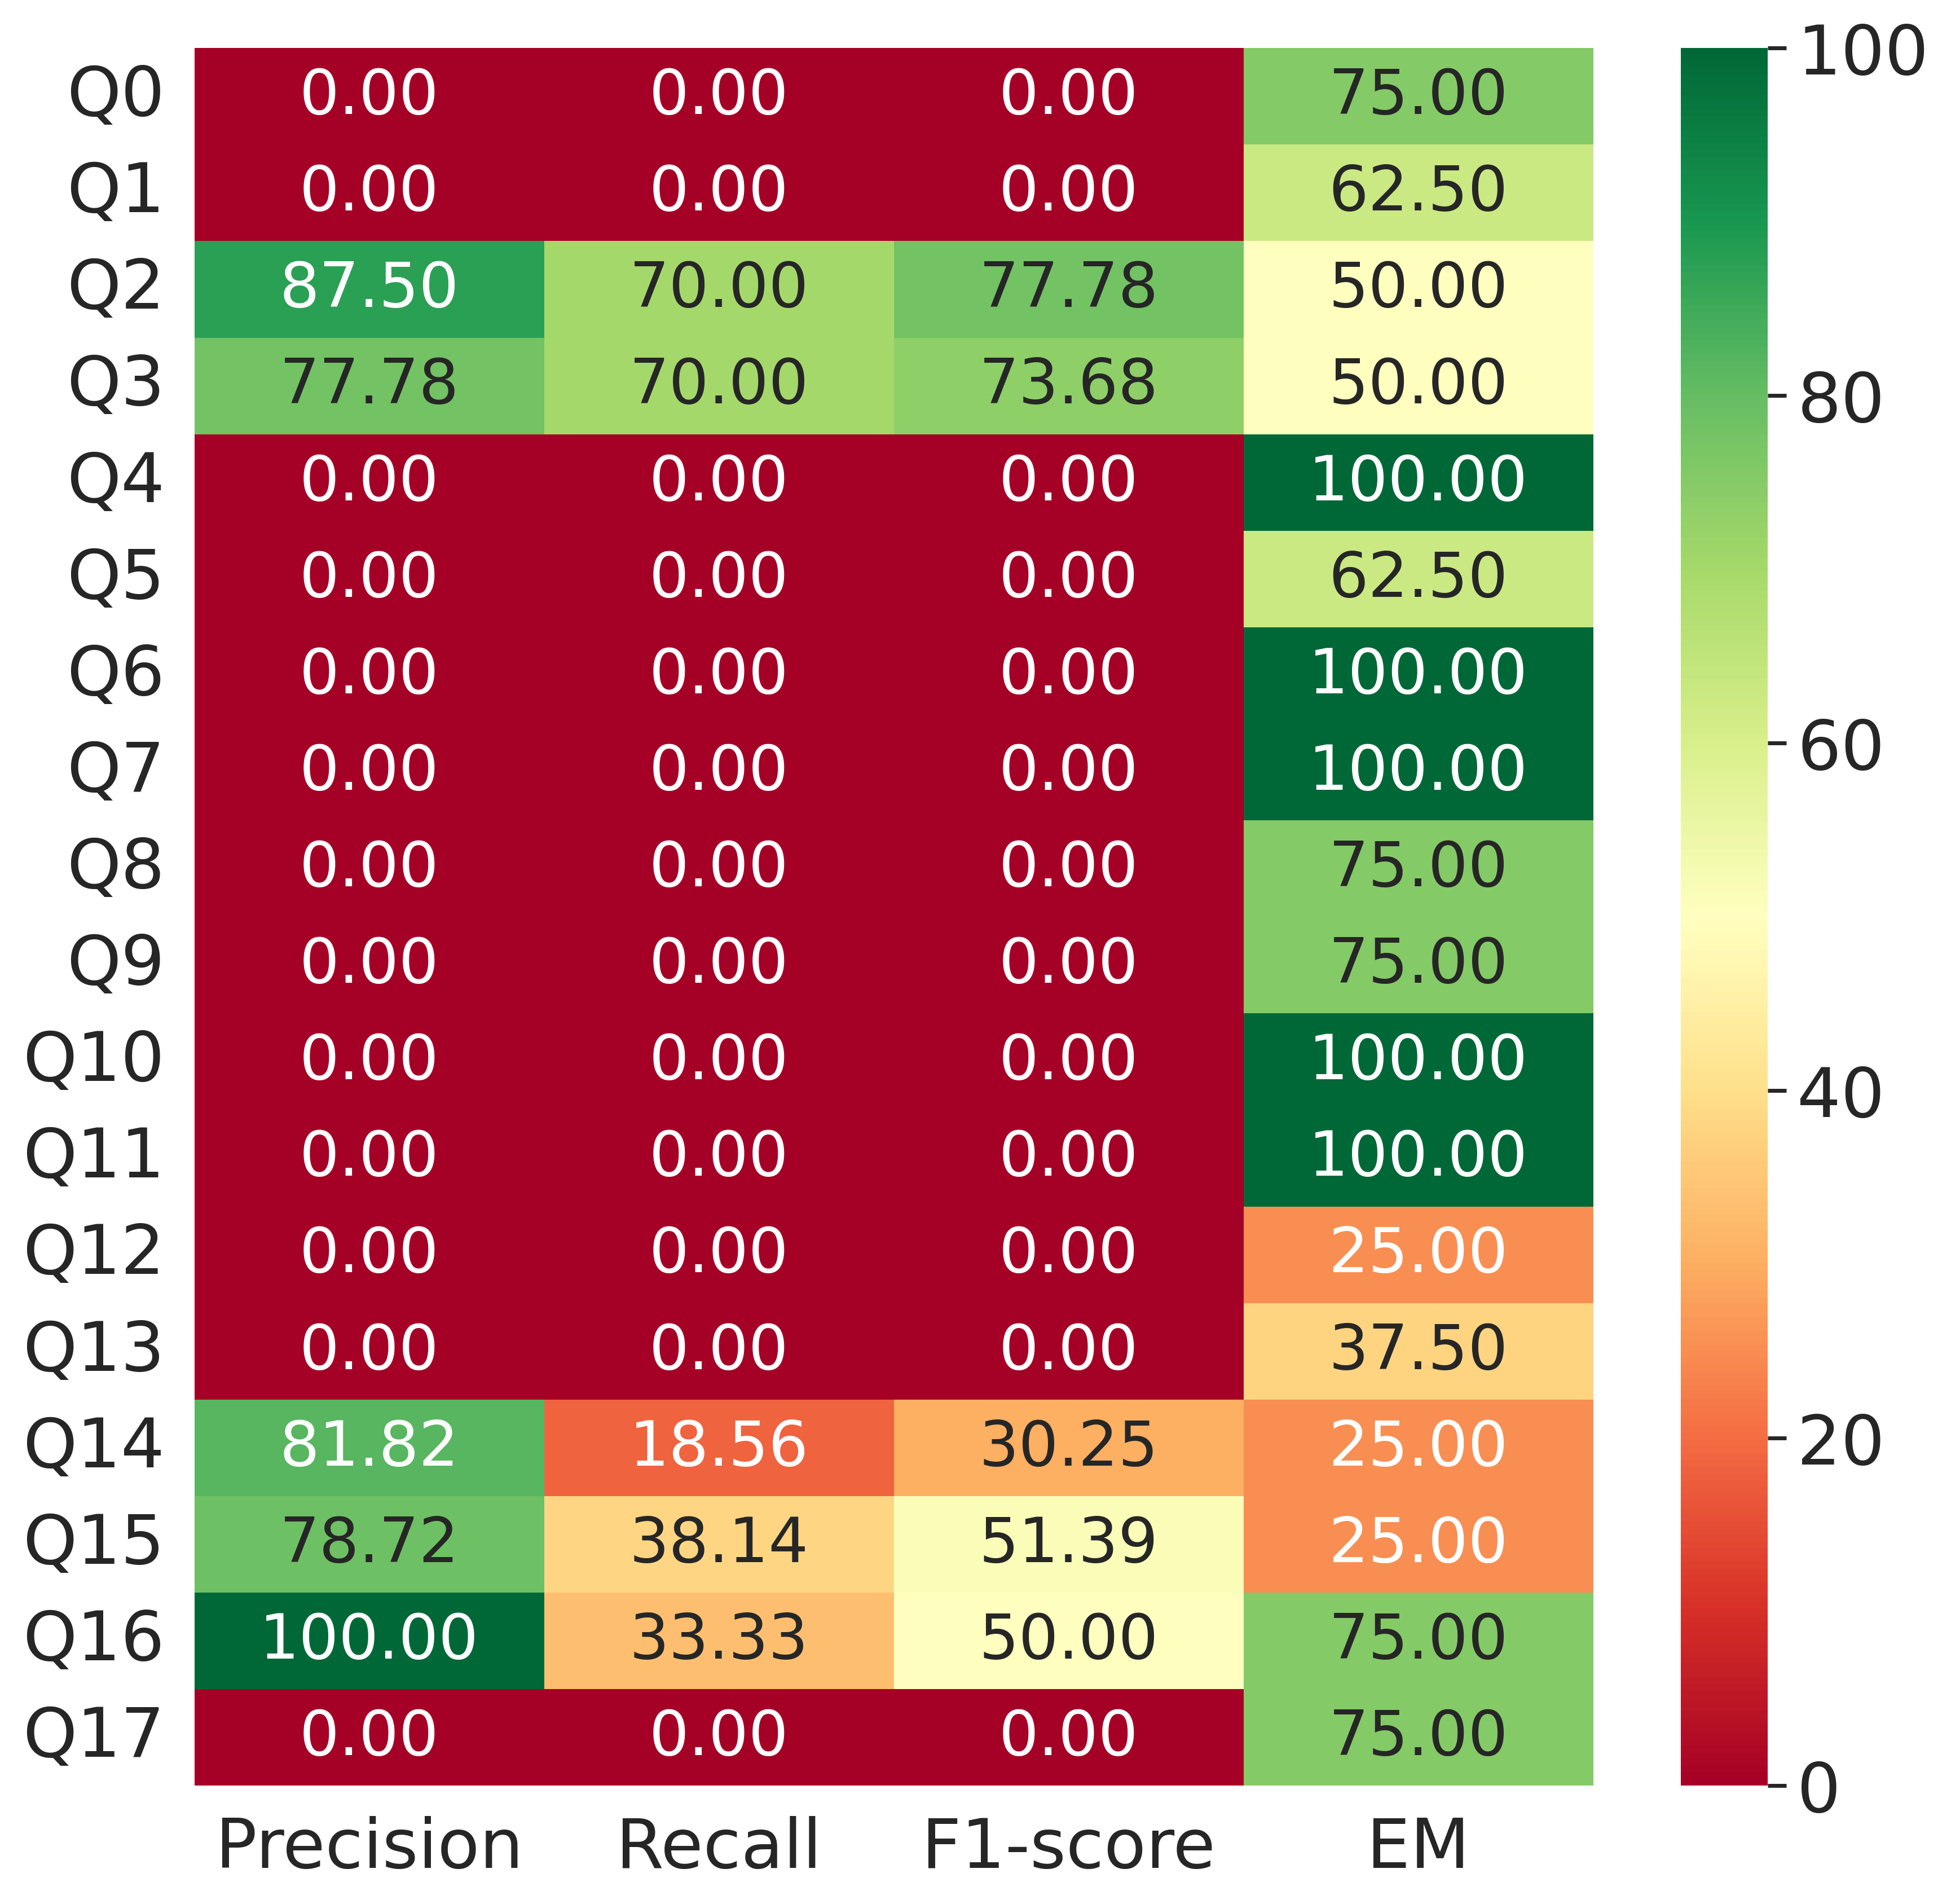 Q0 0.00 0.00 0.00 75.00
Q1 0.00 0.00 0.00 62.50
Q2 87.50 70.00 77.78 50.00
Q3 77.78 70.00 73.68 50.00
Q4 0.00 0.00 0.00 100.00
Q5 0.00 0.00 0.00 62.50
Q6 0.00 0.00 0.00 100.00
Q7 0.00 0.00 0.00 100.00
Q8 0.00 0.00 0.00 75.00
Q9 0.00 0.00 0.00 75.00
Q10 0.00 0.00 0.00 100.00
Q11 0.00 0.00 0.00 100.00
Q12 0.00 0.00 0.00 25.00
Q13 0.00 0.00 0.00 37.50
Q14 81.82 18.56 30.25 25.00
Q15 78.72 38.14 51.39 25.00
Q16 100.00 33.33 50.00 75.00
Q17 0.00 0.00 0.00 75.00
Precision Recall F1-score EM
100
80
60
40
20
0